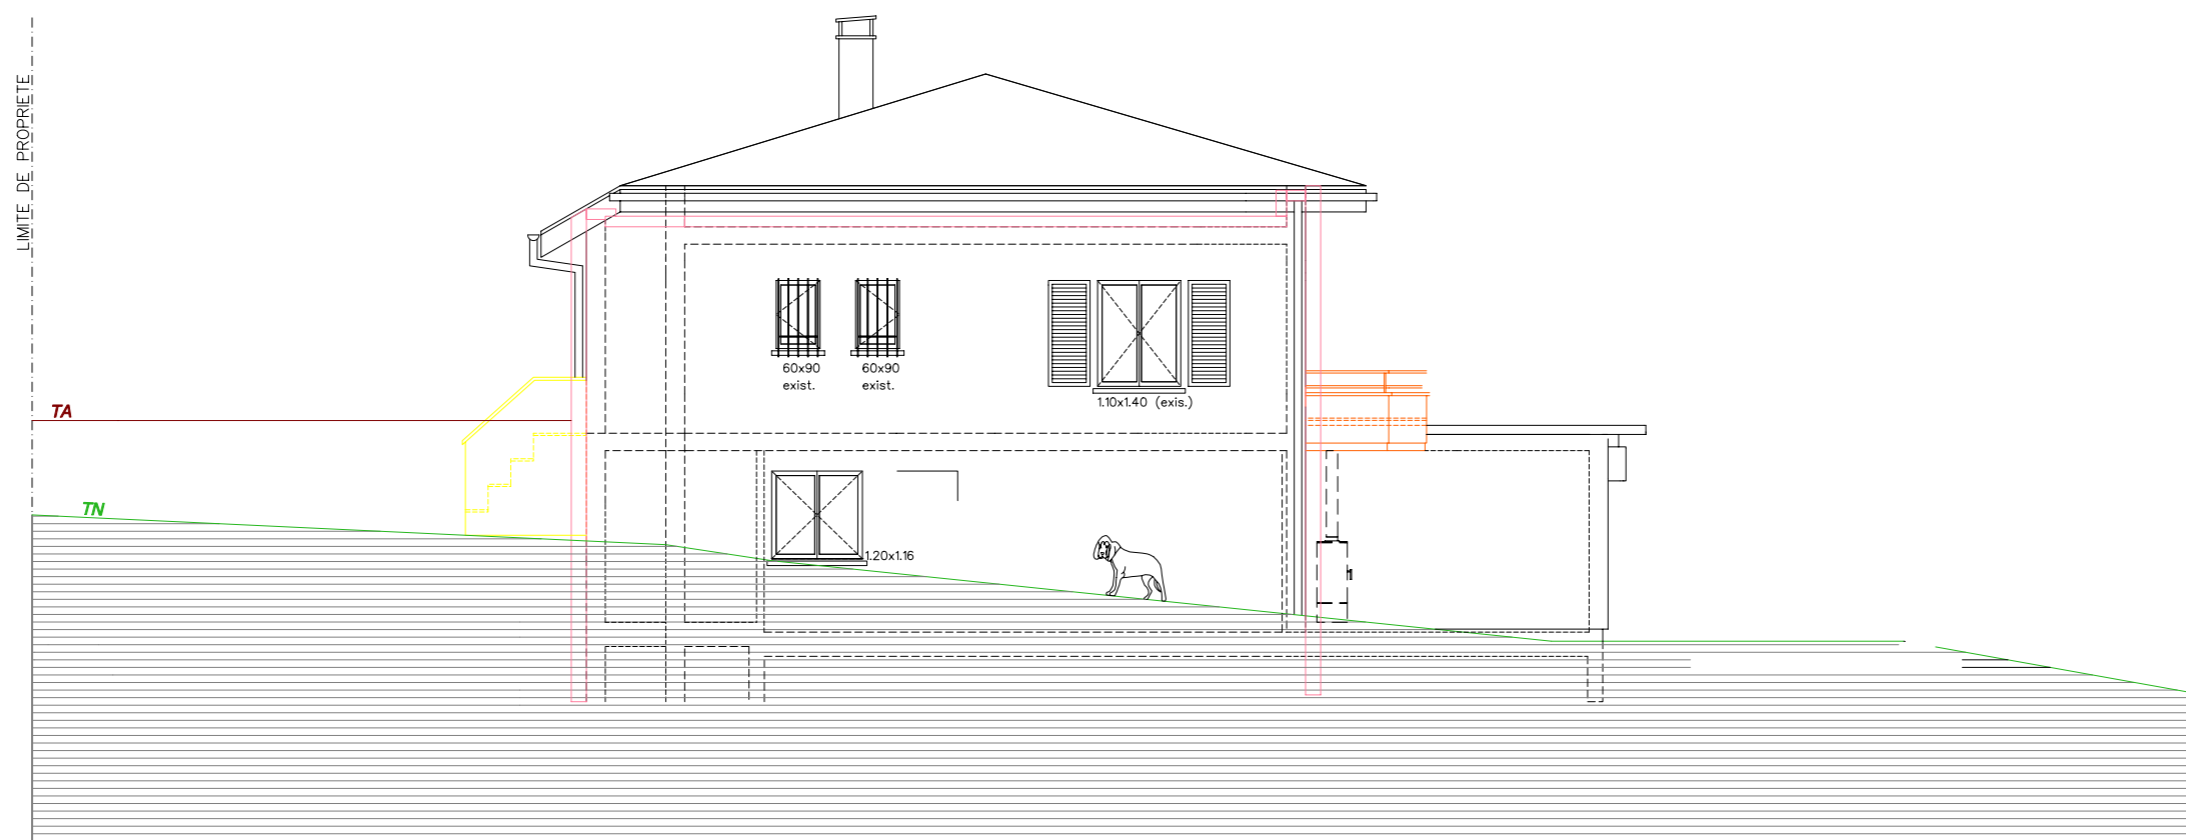 LIMITE DE PROPRIETE
60x90
exist.
60x90
exist.
1.10x1.40 (exis.)
TA
TN
1.20x1.16